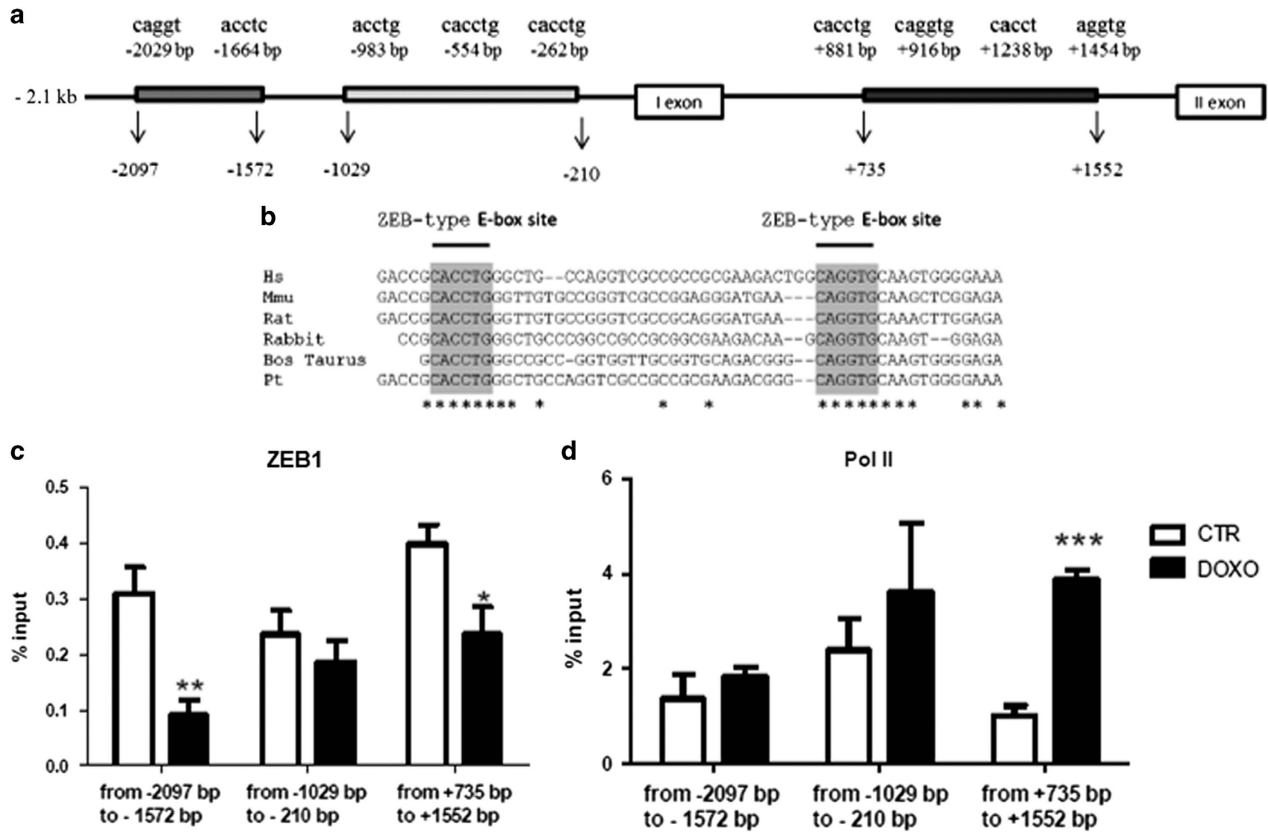 a
caggt acctc acctg cacctg cacctg cacctg caggtg cacct aggtg
-2029 bp -1664 bp -983 bp -554 bp -262 bp +881 bp +916 bp +1238 bp +1454 bp
- 2.1 kb I exon II exon
-2097 -1572 -1029 -210 +735 +1552
b
ZEB-type E-box site ZEB-type E-box site
Hs GACCGCACCTGGGCTG--CCAGGTCGCCGCCGCGAAGACTGGCAGGTGCAAGTGGGGAAA
Mmu GACCGCACCTGGGTTGTGCCGGGTCGCCGGAGGGATGAA---CAGGTGCAAGCTCGGAGA
Rat GACCGCACCTGGGTTGTGCCGGGTCGCCGCAGGGATGAA---CAGGTGCAAACTTGGAGA
Rabbit CCGCACCTGGGCTGCCCGGCCGCCGCCGCGGCGAAGACAA--GCAGGTGCAAGT--GGAGA
Bos Taurus GCACCTGGGCCGCC-GGTGGTTGCGGTGCAGACGGG---CAGGTGCAAGTGGGGAGA
Pt GACCGCACCTGGGCTGCCAGGTCGCCGCCGCGAAGACGGG--CAGGTGCAAGTGGGGAAA
******** * * * ******** ** *
c
ZEB1
% input
0.5
0.4
0.3
0.2
0.1
0.0
**
*
from -2097 bp from -1029 bp from +735 bp
to - 1572 bp to - 210 bp to +1552 bp
d
Pol II
% input
6
4
2
0
***
from -2097 bp from -1029 bp from +735 bp
to - 1572 bp to - 210 bp to +1552 bp
CTR
DOXO